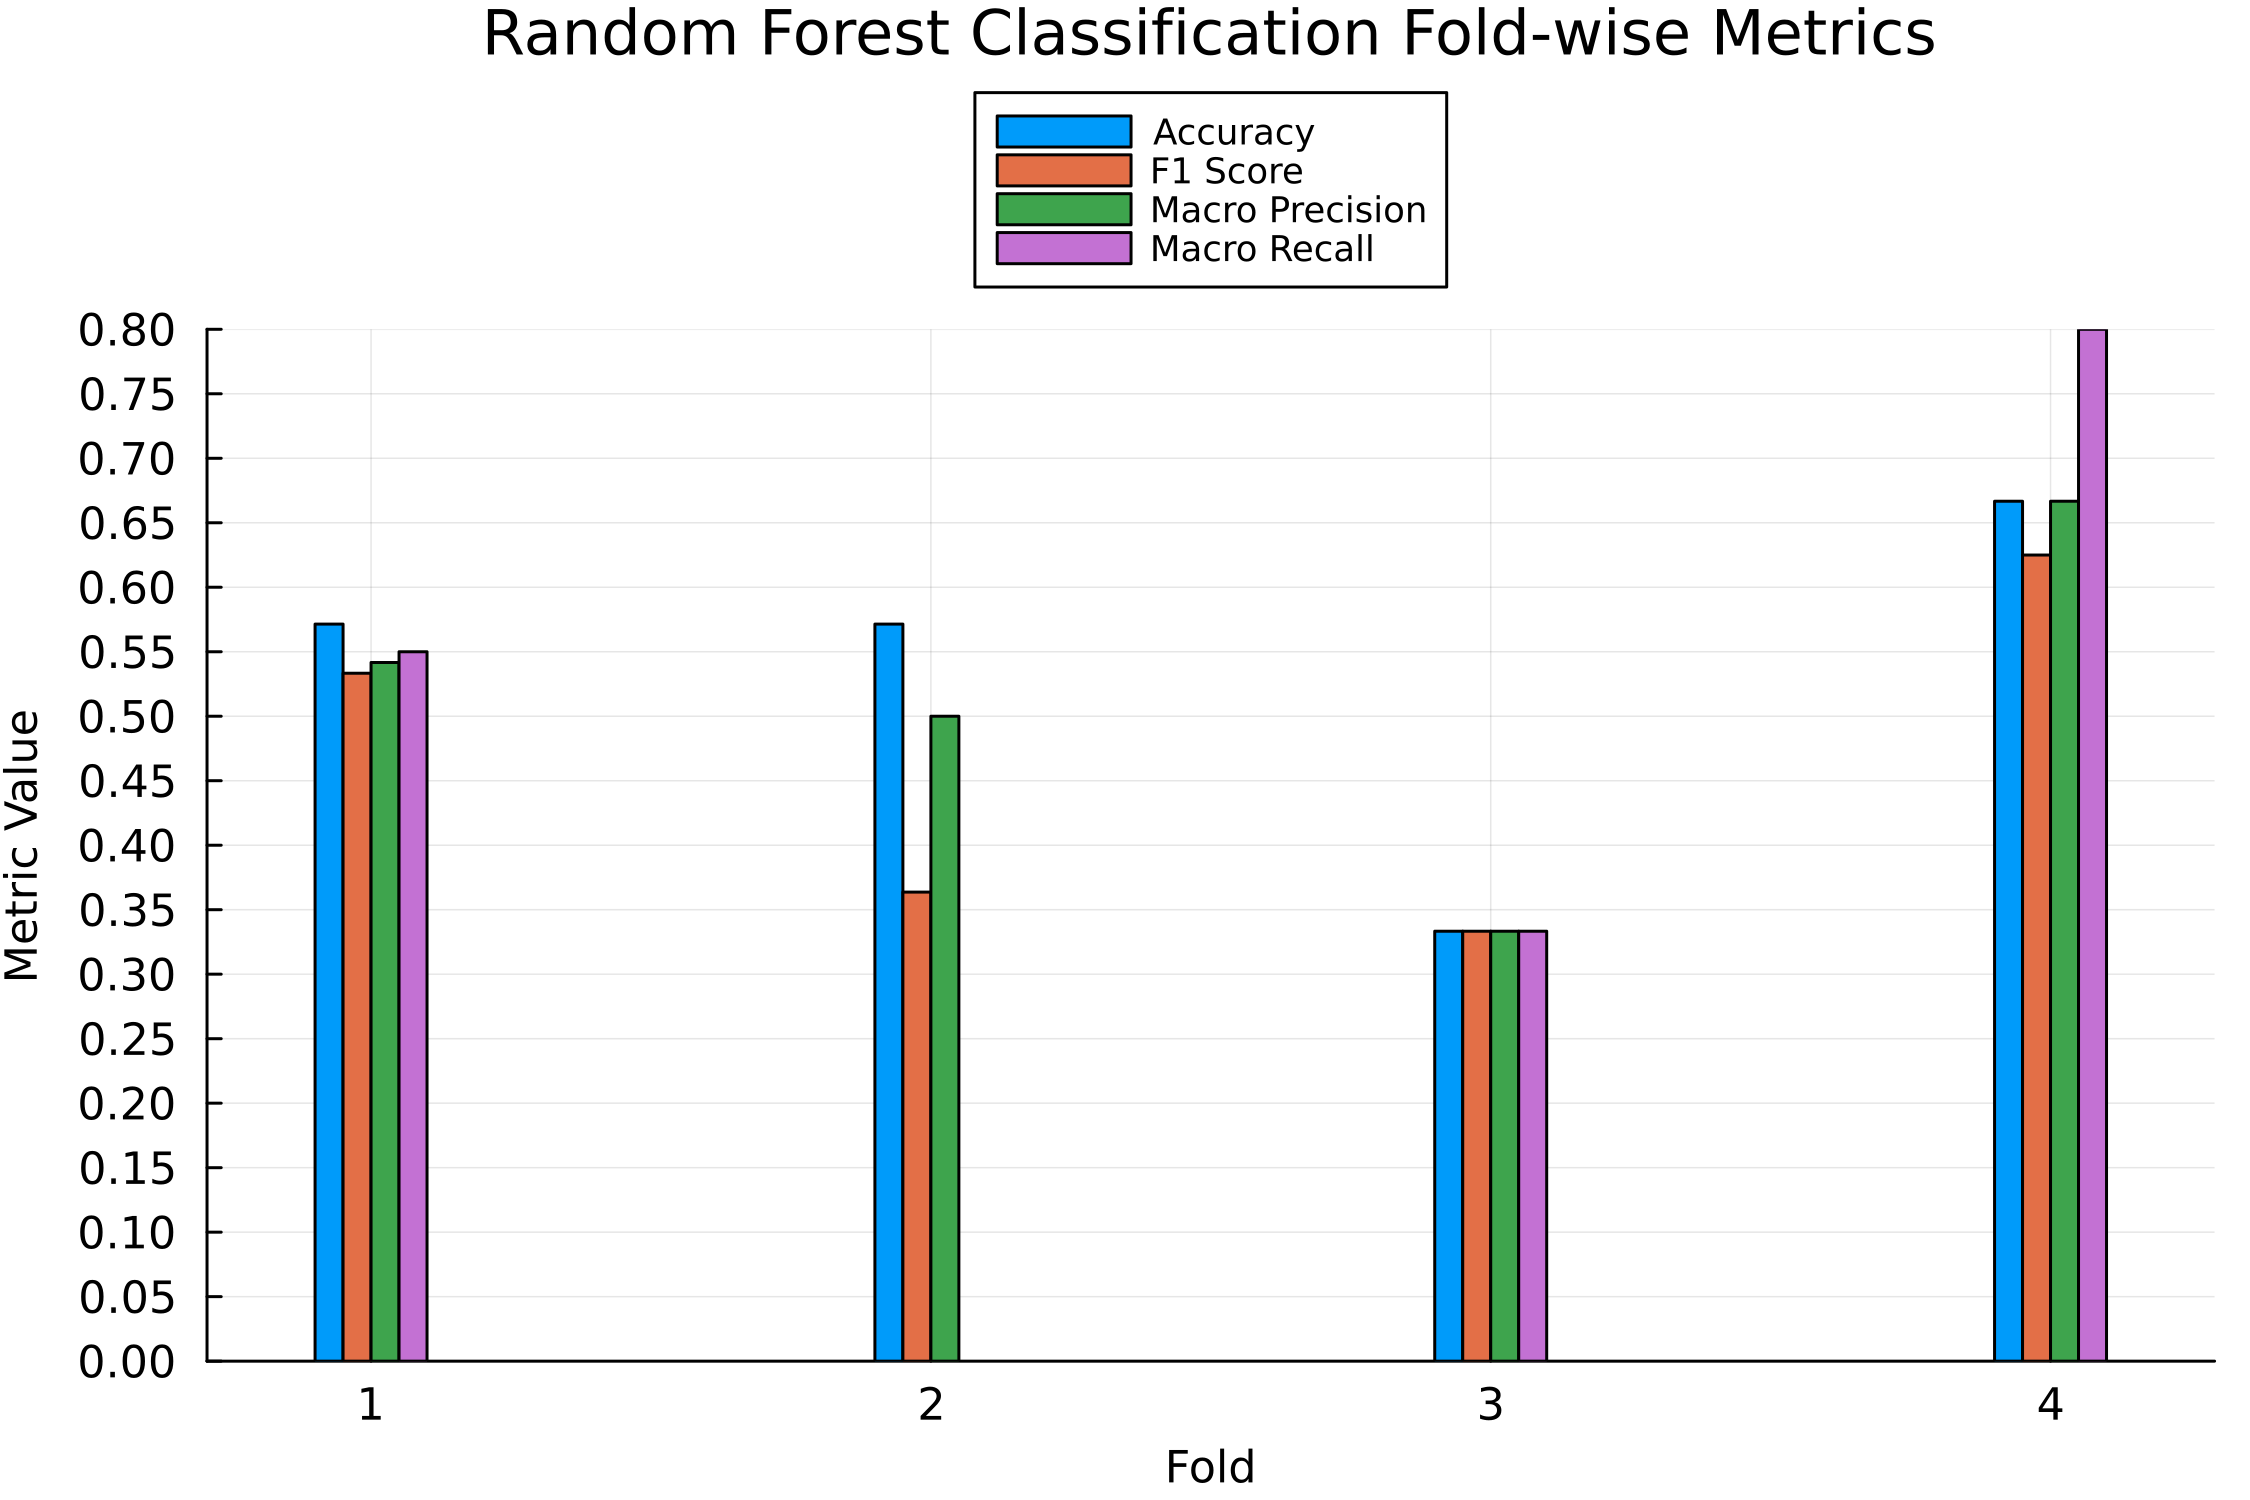 Random Forest Classification Fold-wise Metrics
Accuracy
F1 Score
Macro Precision
Macro Recall
0.80
0.75
0.70
0.65
0.60
0.55
0.50
0.45
0.40
0.35
0.30
0.25
0.20
0.15
0.10
0.05
0.00
Metric Value
1 2 3 4
Fold